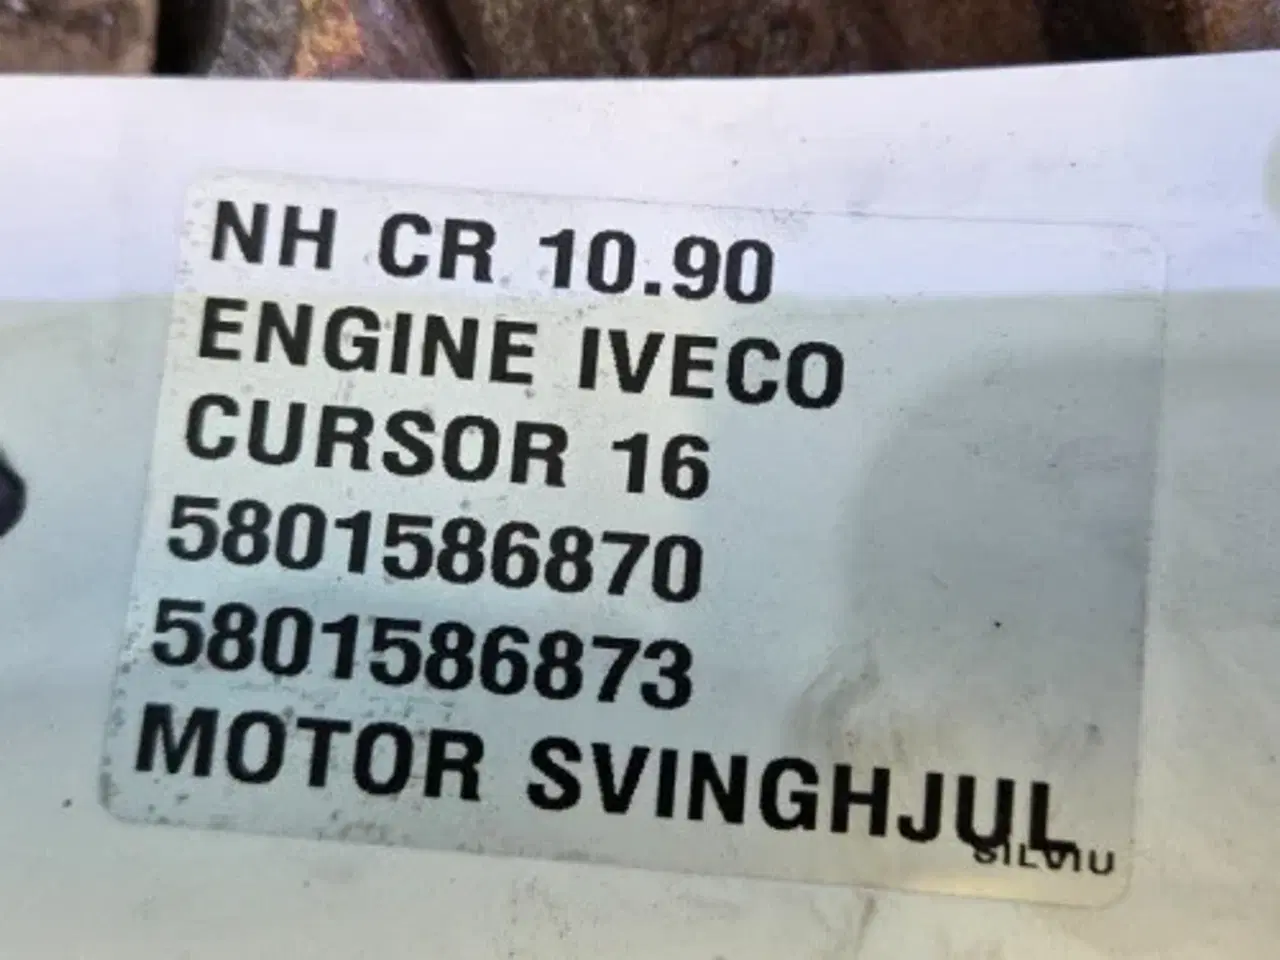 NH CR 10.90
ENGINE IVECO
CURSOR 16
5801586870
5801586873
MOTOR SVINGHJUL
SILVIU